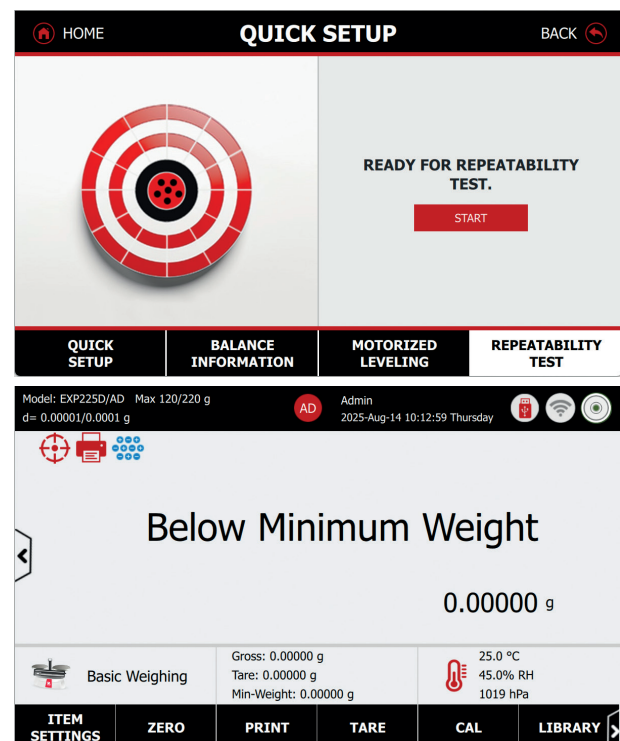 HOME
QUICK SETUP
BACK
READY FOR REPEATABILITY
TEST.
START
QUICK
SETUP
BALANCE
INFORMATION
MOTORIZED
LEVELING
REPEATABILITY
TEST
Model: EXP225D/AD Max 120/220 g
d= 0.00001/0.0001 g
AD
Admin
2025-Aug-14 10:12:59 Thursday
Below Minimum Weight
0.00000 g
Basic Weighing
Gross: 0.00000 g
Tare: 0.00000 g
Min-Weight: 0.00000 g
25.0 °C
45.0% RH
1019 hPa
ITEM
SETTINGS
ZERO
PRINT
TARE
CAL
LIBRARY